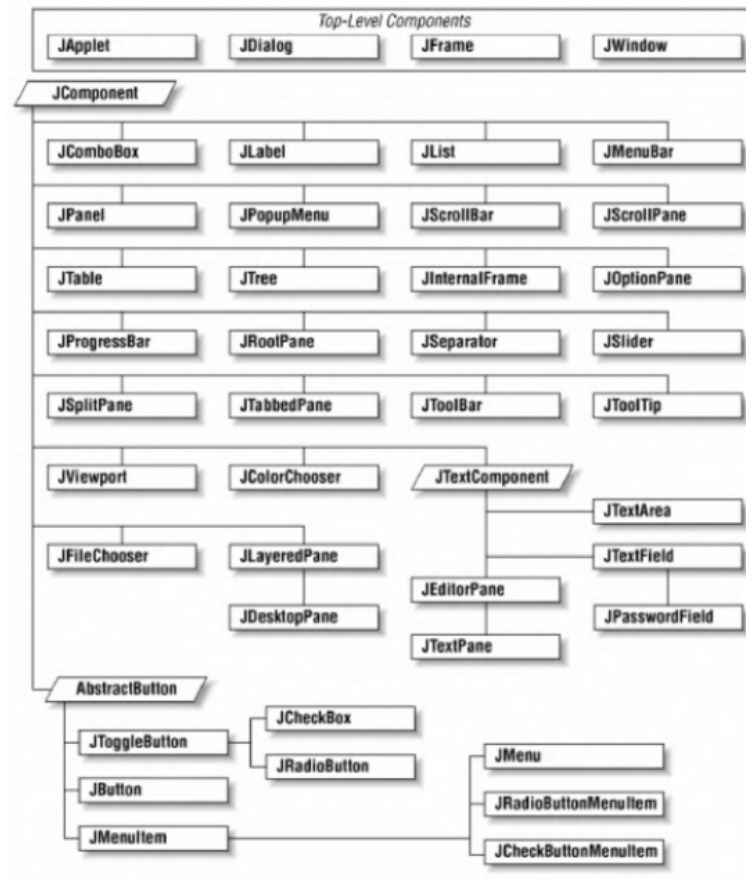 Top-Level Components
JApplet JDialog JFrame JWindow
JComponent
JComboBox JLabel JList JMenuBar
JPanel JPopupMenu JScrollBar JScrollPane
JTable JTree JInternalFrame JOptionPane
JProgressBar JRootPane JSeparator JSlider
JSplitPane JTabbedPane JToolBar JToolTip
JViewport JColorChooser JTextComponent
JTextArea
JFileChooser JLayeredPane JTextField
JEditorPane
JDesktopPane JPasswordField
JTextPane
AbstractButton
JCheckBox
JToggleButton
JRadioButton
JMenu
JButton
JRadioButtonMenuItem
JMenuItem
JCheckButtonMenuItem